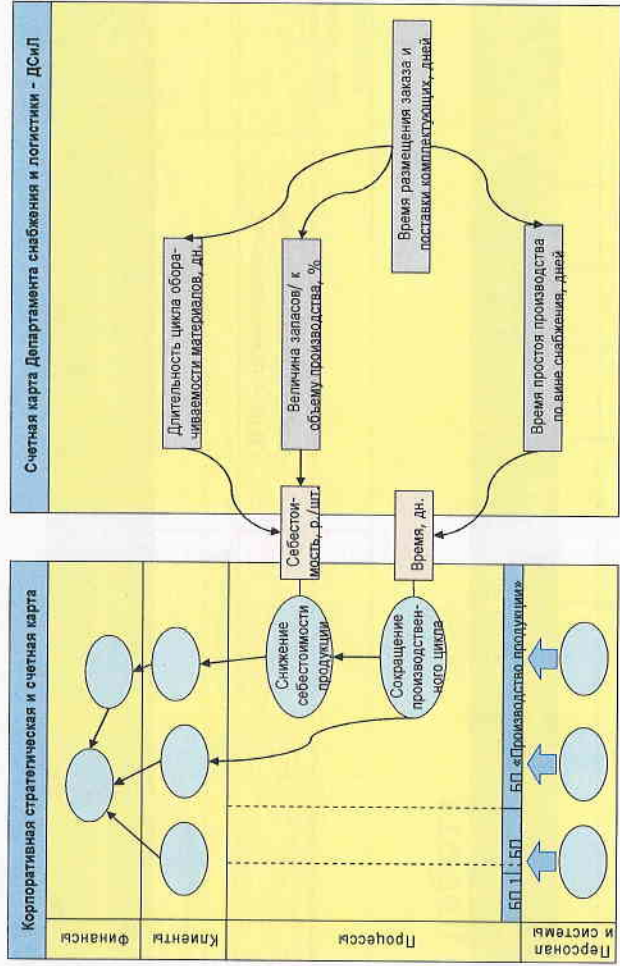 Корпоративная стратегическая и счетная карта
Финансы
Клиенты
Процессы
Персонал
и системы
Снижение
себестоимости
продукции
Сокращение
производствен-
ного цикла
БП 1
БП
БП «Производство продукции»
Себестои-
мость, р./шт.
Время, дн.
Счетная карта Департамента снабжения и логистики - ДСиЛ
Длительность цикла обора-
чиваемости материалов, дн.
Величина запасов/ к
объему производства, %
Время размещения заказа и
поставки комплектующих, дней
Время простоя производства
по вине снабжения, дней